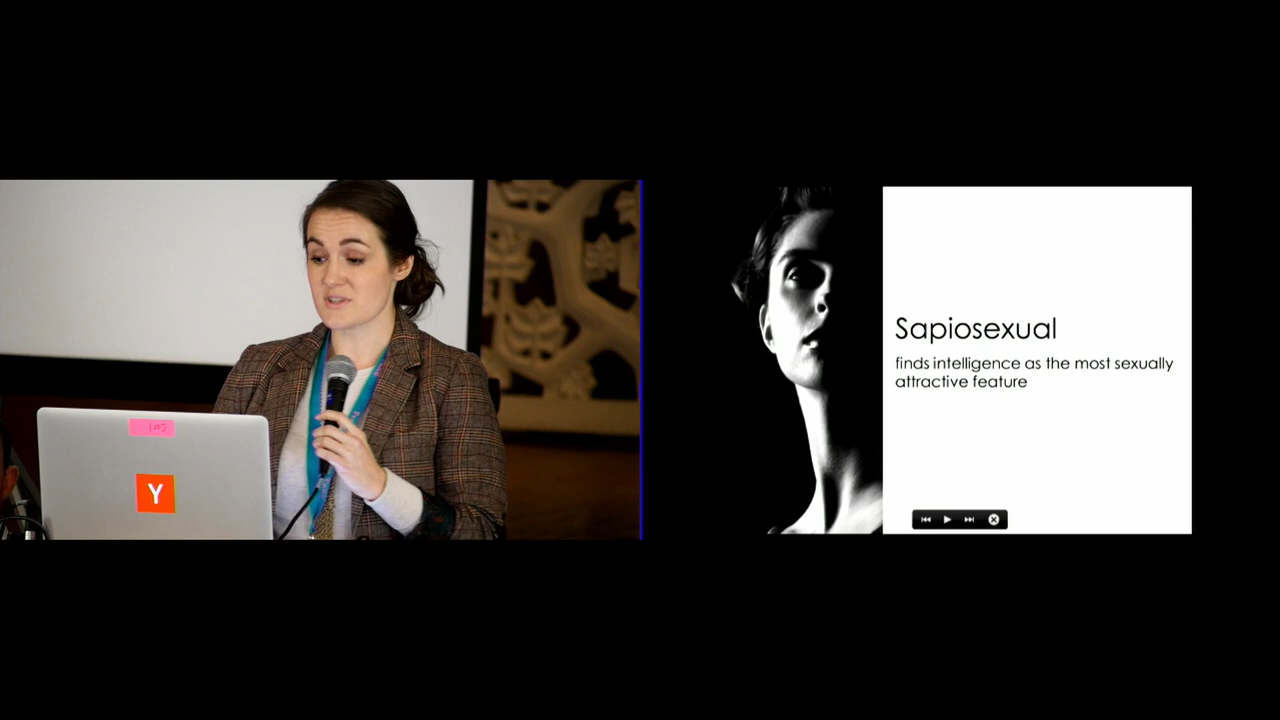 Y
Sapiosexual
finds intelligence as the most sexually
attractive feature